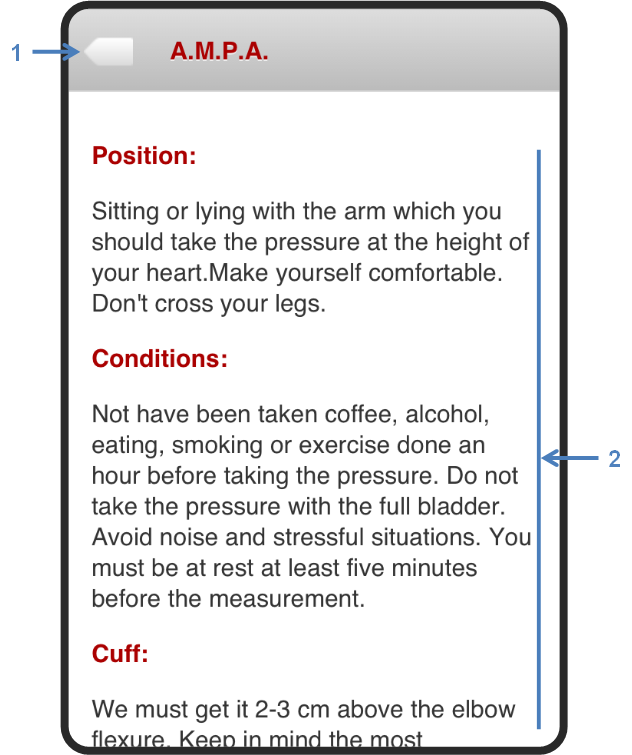 1
A.M.P.A.
Position:
Sitting or lying with the arm which you
should take the pressure at the height of
your heart.Make yourself comfortable.
Don't cross your legs.
Conditions:
Not have been taken coffee, alcohol,
eating, smoking or exercise done an
hour before taking the pressure. Do not
take the pressure with the full bladder.
Avoid noise and stressful situations. You
must be at rest at least five minutes
before the measurement.
2
Cuff:
We must get it 2-3 cm above the elbow
flexure. Keep in mind the most